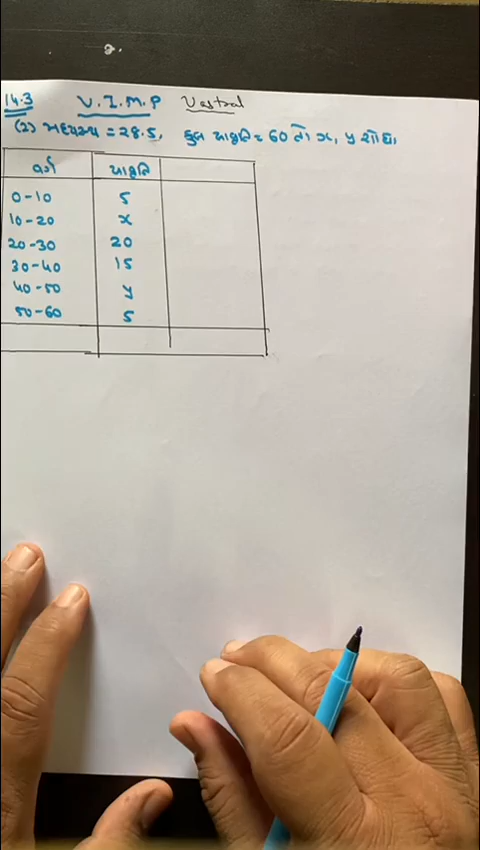 14.3 V.I.M.P Vastral
(2) મધ્યસ્થ = 28.5, કુલ આવૃત્તિ = 60 તો x, y શોધો.
વર્ગ આવૃત્તિ
0-10 5
10-20 x
20-30 20
30-40 15
40-50 y
50-60 5